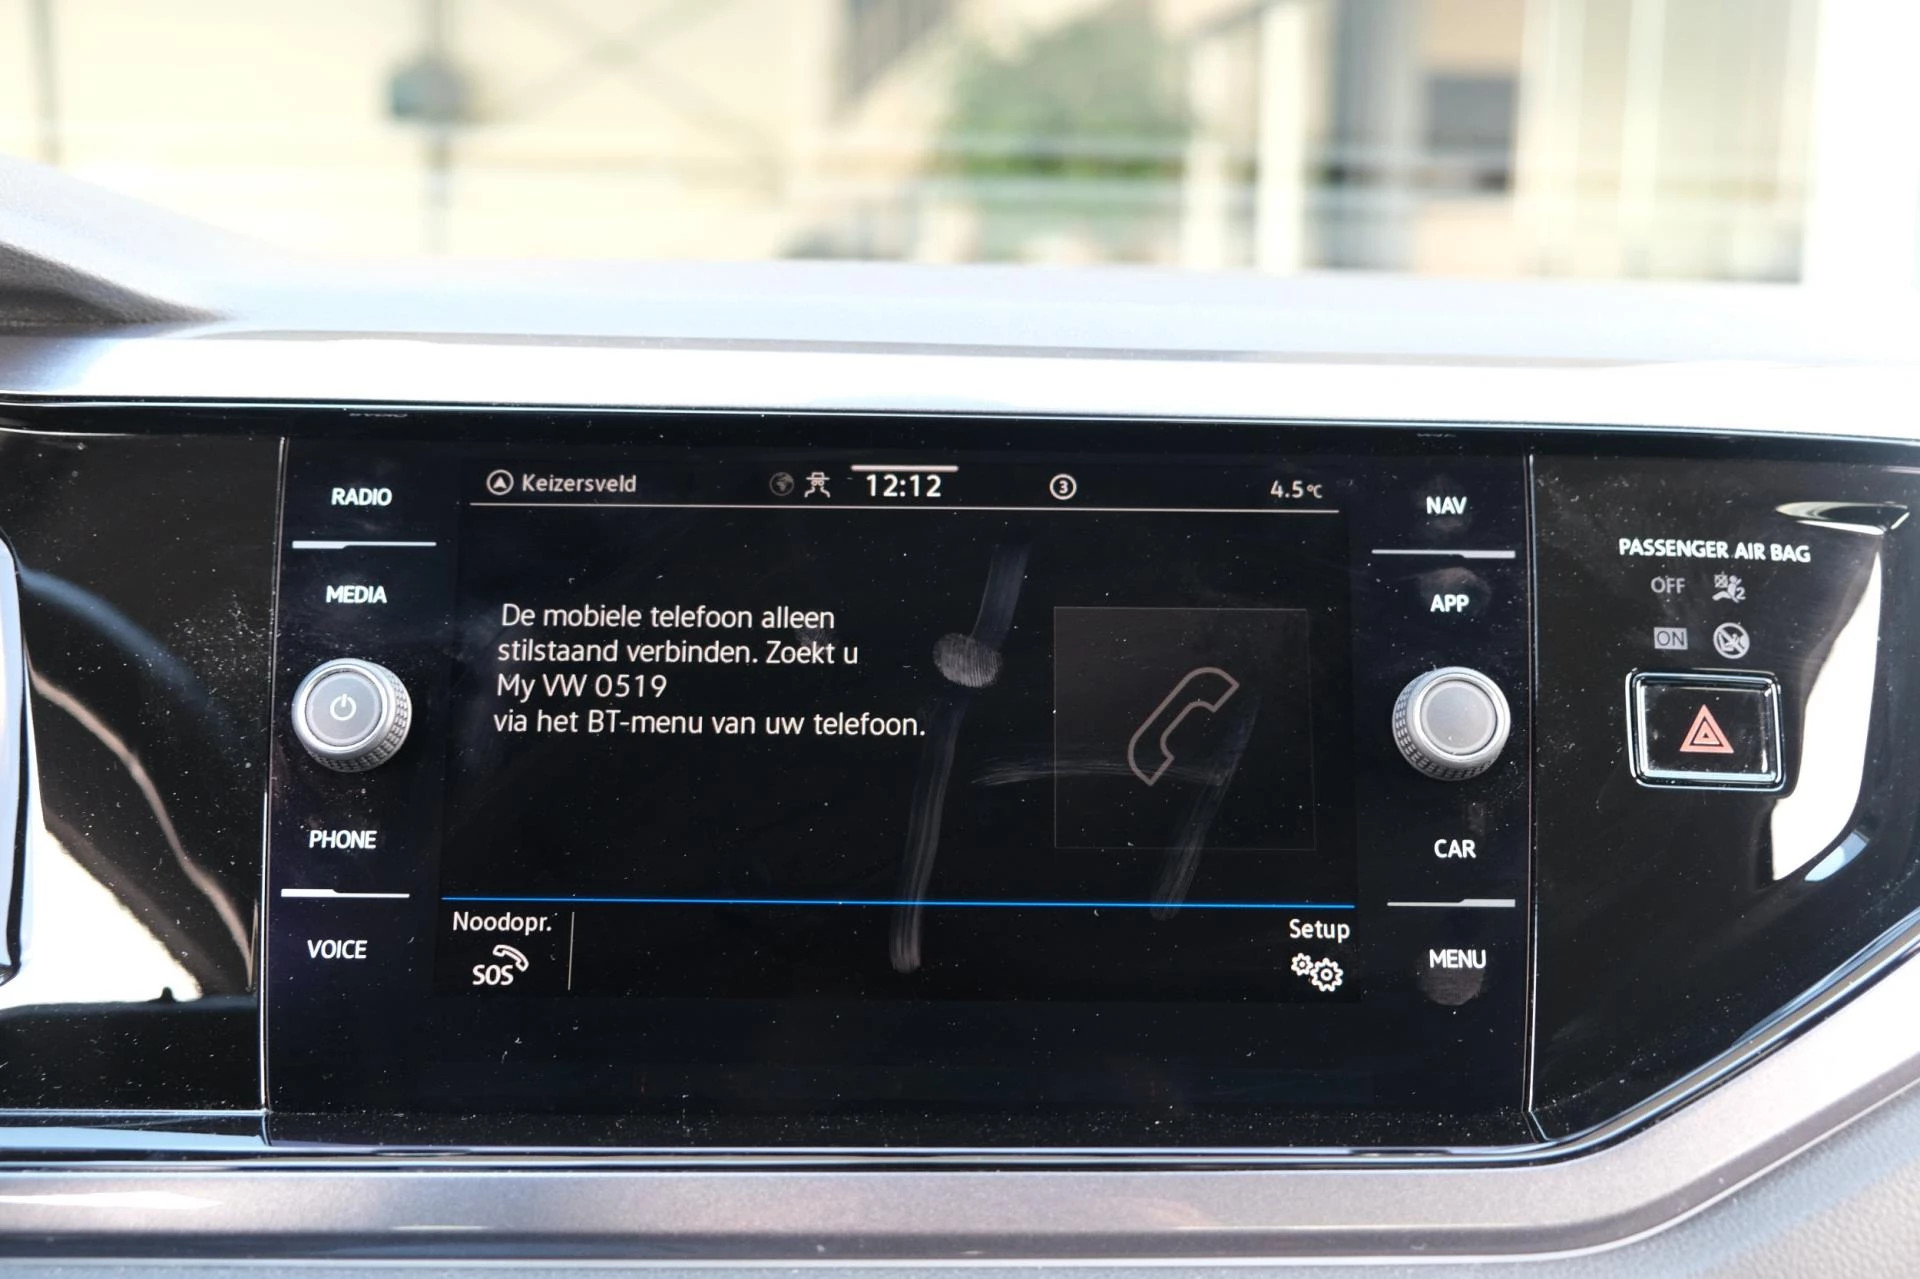 RADIO
MEDIA
PHONE
VOICE
Keizersveld
12:12
3
4.5°C
De mobiele telefoon alleen
stilstaand verbinden. Zoekt u
My VW 0519
via het BT-menu van uw telefoon.
Noodopr.
SOS
Setup
NAV
APP
CAR
MENU
PASSENGER AIR BAG
OFF
2
ON